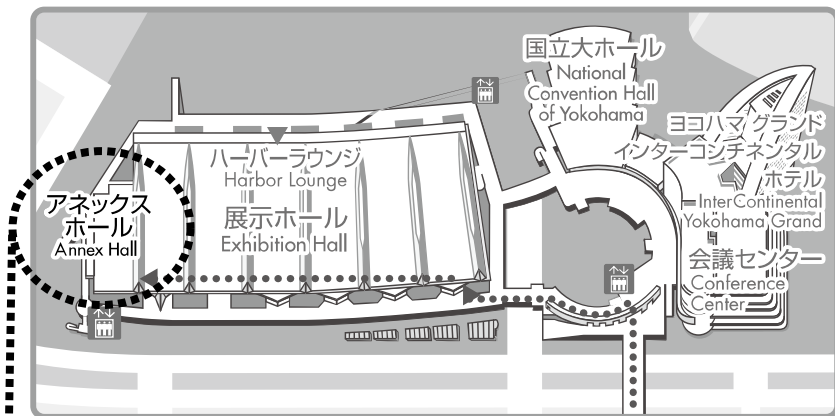 国立大ホール
National
Convention Hall
of Yokohama
ヨコハマ グランド
インターコンチネンタル
ホテル
InterContinental
Yokohama Grand
ハーバーラウンジ
Harbor Lounge
展示ホール
Exhibition Hall
アネックス
ホール
Annex Hall
会議センター
Conference
Center